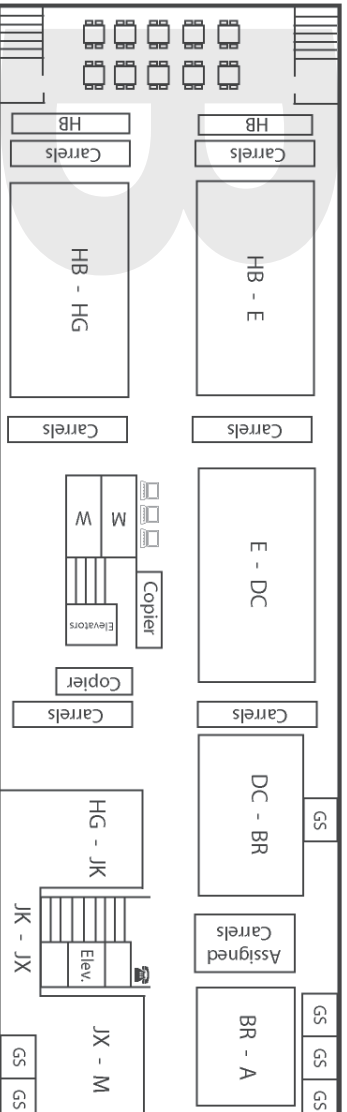 B
HB
HB
Carrels
Carrels
HB - HG
HB - E
Carrels
Carrels
W
M
E - DC
Copier
Elevators
Copier
Carrels
Carrels
HG - JK
DC - BR
GS
JK - JX
Elev.
Assigned
Carrels
JX - M
BR - A
GS
GS
GS
GS
GS